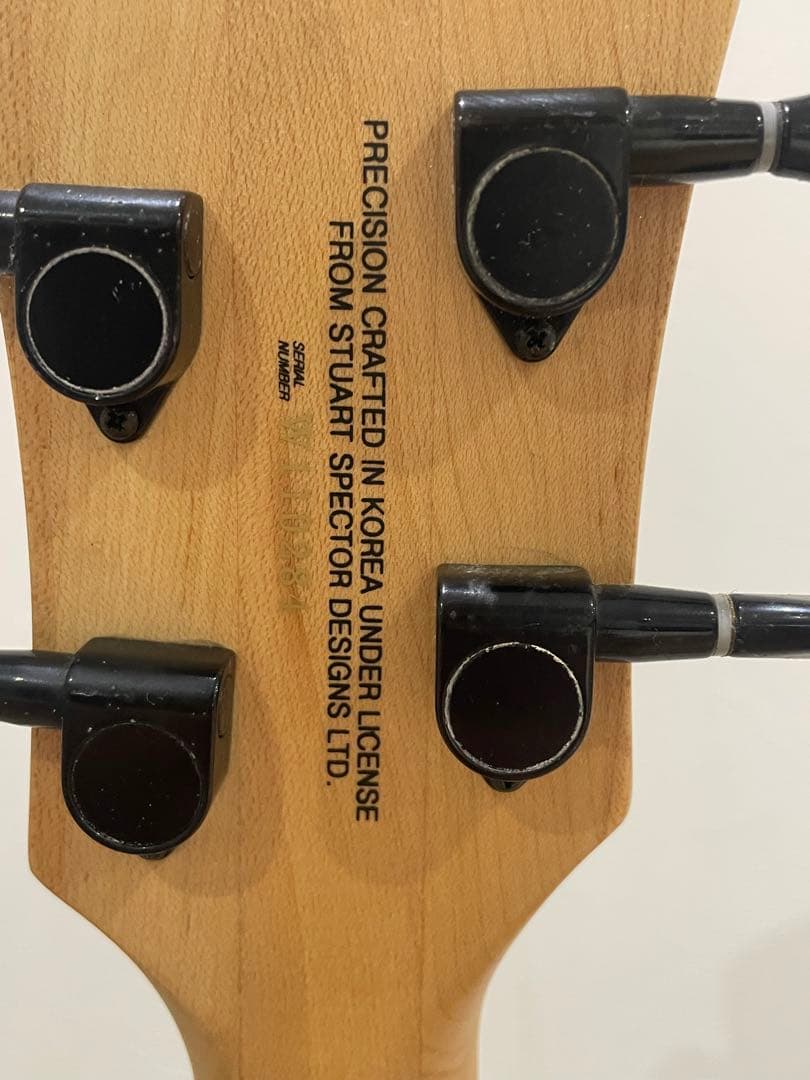 PRECISION CRAFTED IN KOREA UNDER LICENSE
FROM STUART SPECTOR DESIGNS LTD.
SERIAL
NUMBER